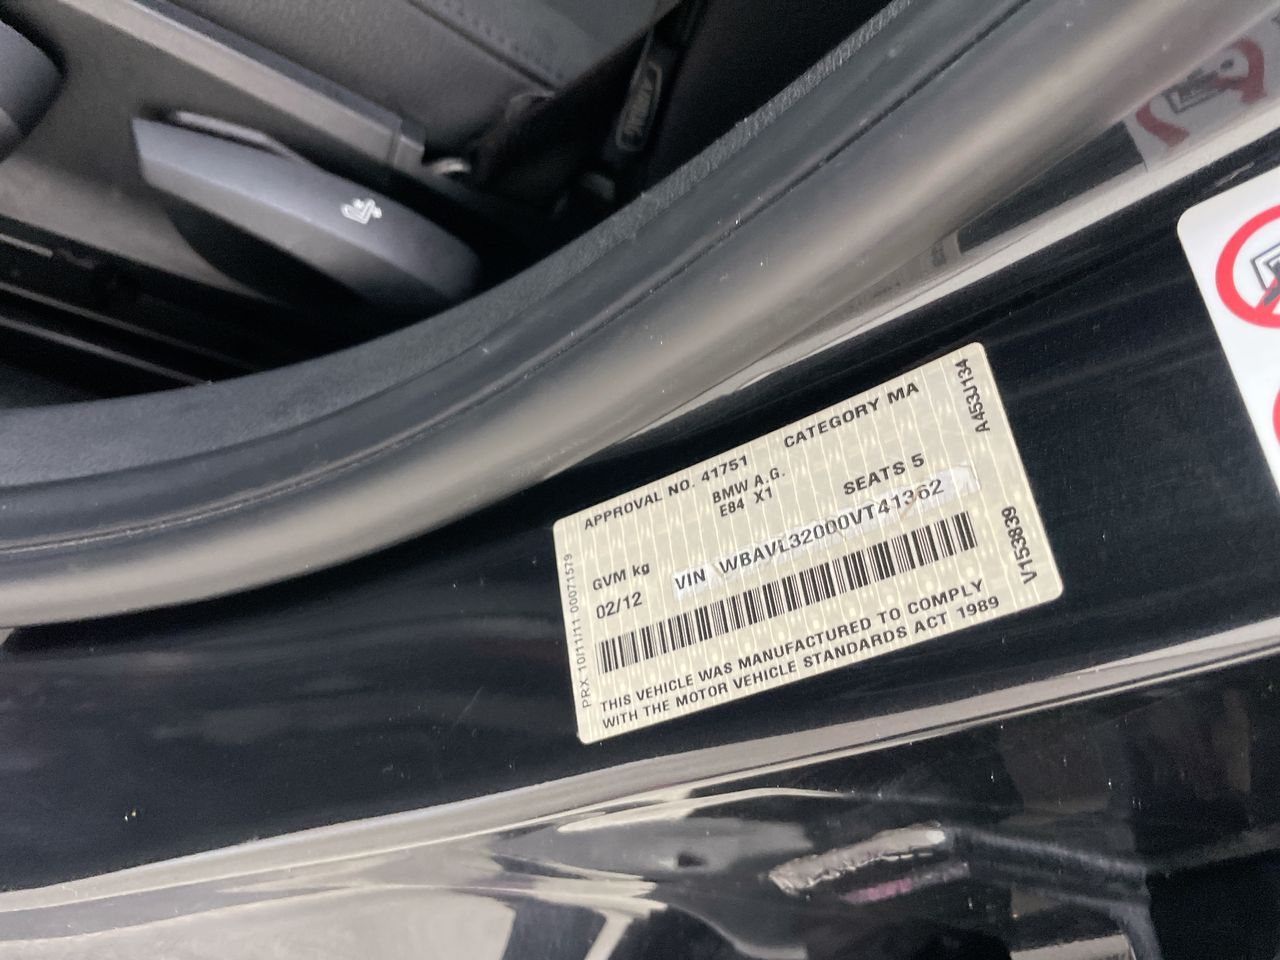 AIRBAG
APPROVAL NO. 41751 CATEGORY MA
BMW A.G.
E84 X1
GVM kg SEATS 5
02/12 VIN WBAVL32000VT41362
THIS VEHICLE WAS MANUFACTURED TO COMPLY
WITH THE MOTOR VEHICLE STANDARDS ACT 1989
PRX 10/11/11 00071579
A453J134
V153839